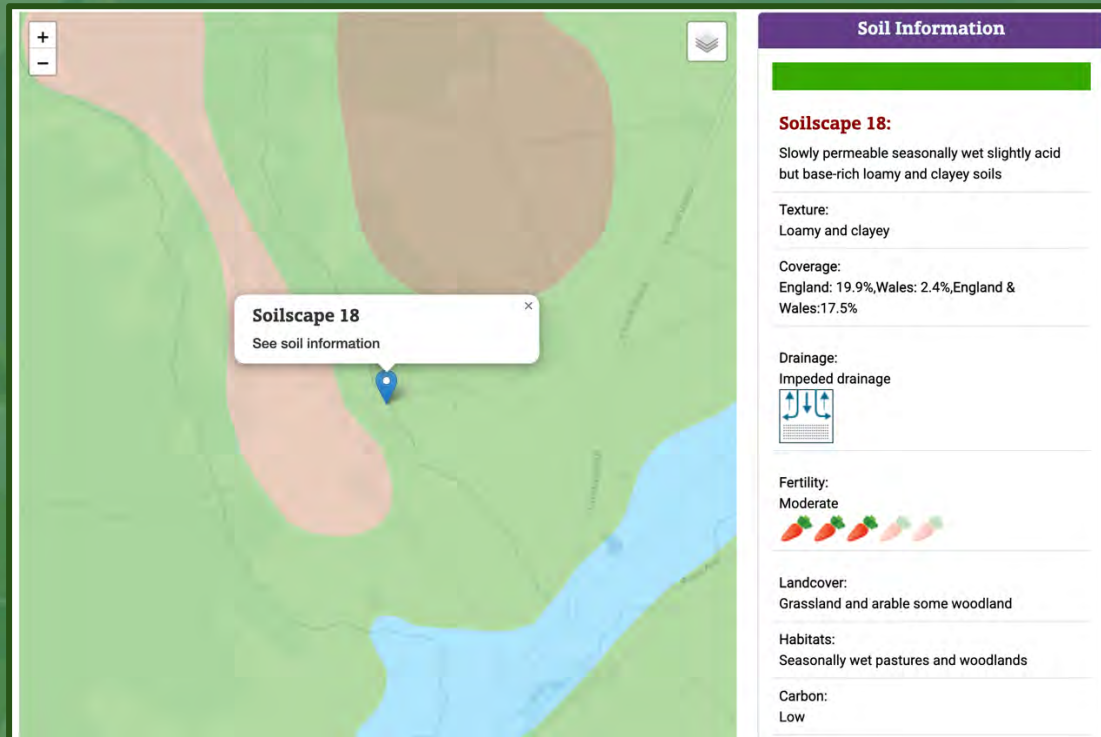 +
−
Soilscape 18
×
See soil information
Soil Information
Soilscape 18:
Slowly permeable seasonally wet slightly acid
but base-rich loamy and clayey soils
Texture:
Loamy and clayey
Coverage:
England: 19.9%,Wales: 2.4%,England &
Wales:17.5%
Drainage:
Impeded drainage
Fertility:
Moderate
Landcover:
Grassland and arable some woodland
Habitats:
Seasonally wet pastures and woodlands
Carbon:
Low